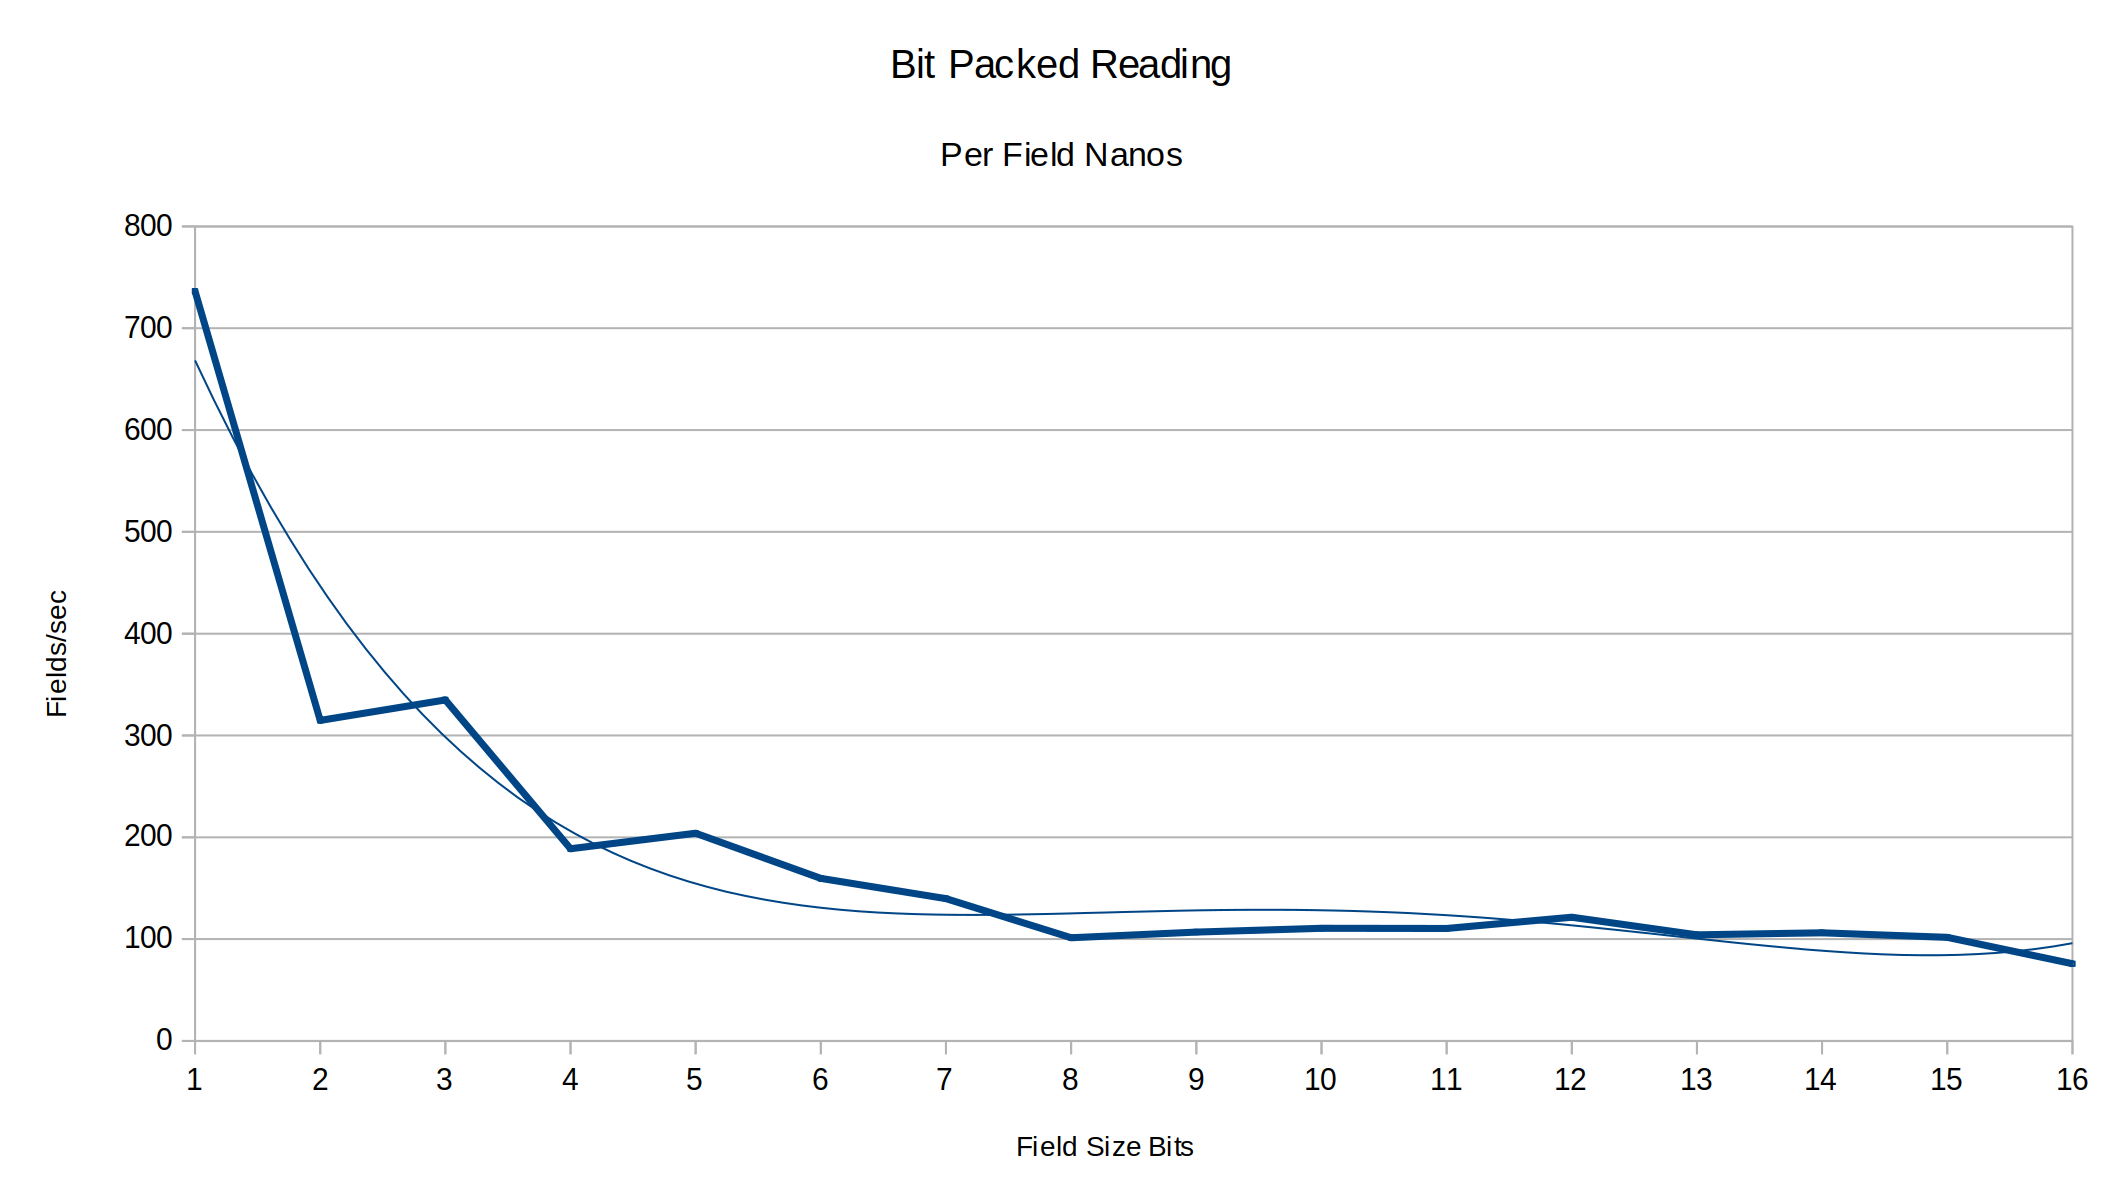 Bit Packed Reading
Per Field Nanos
800
700
600
500
400
300
200
100
0
Fields/sec
1 2 3 4 5 6 7 8 9 10 11 12 13 14 15 16
Field Size Bits